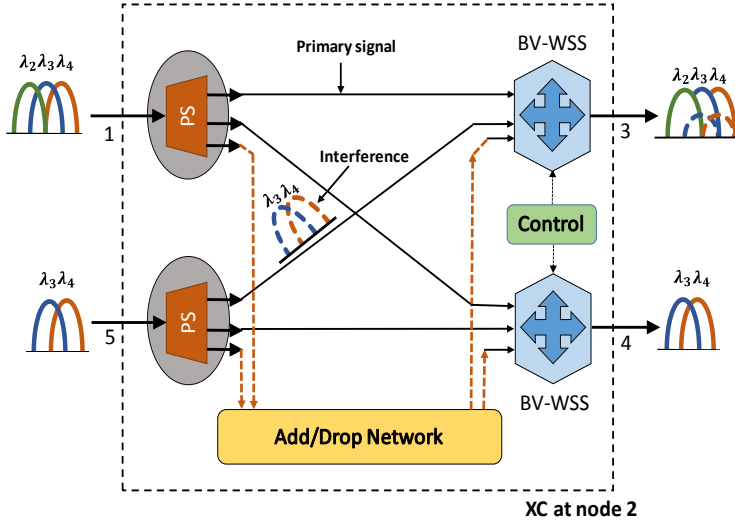 Primary signal
BV-WSS
λ₂λ₃λ₄
λ₂λ₃λ₄
PS
1
3
Interference
λ₃λ₄
Control
λ₃λ₄
λ₃λ₄
PS
5
4
BV-WSS
Add/Drop Network
XC at node 2